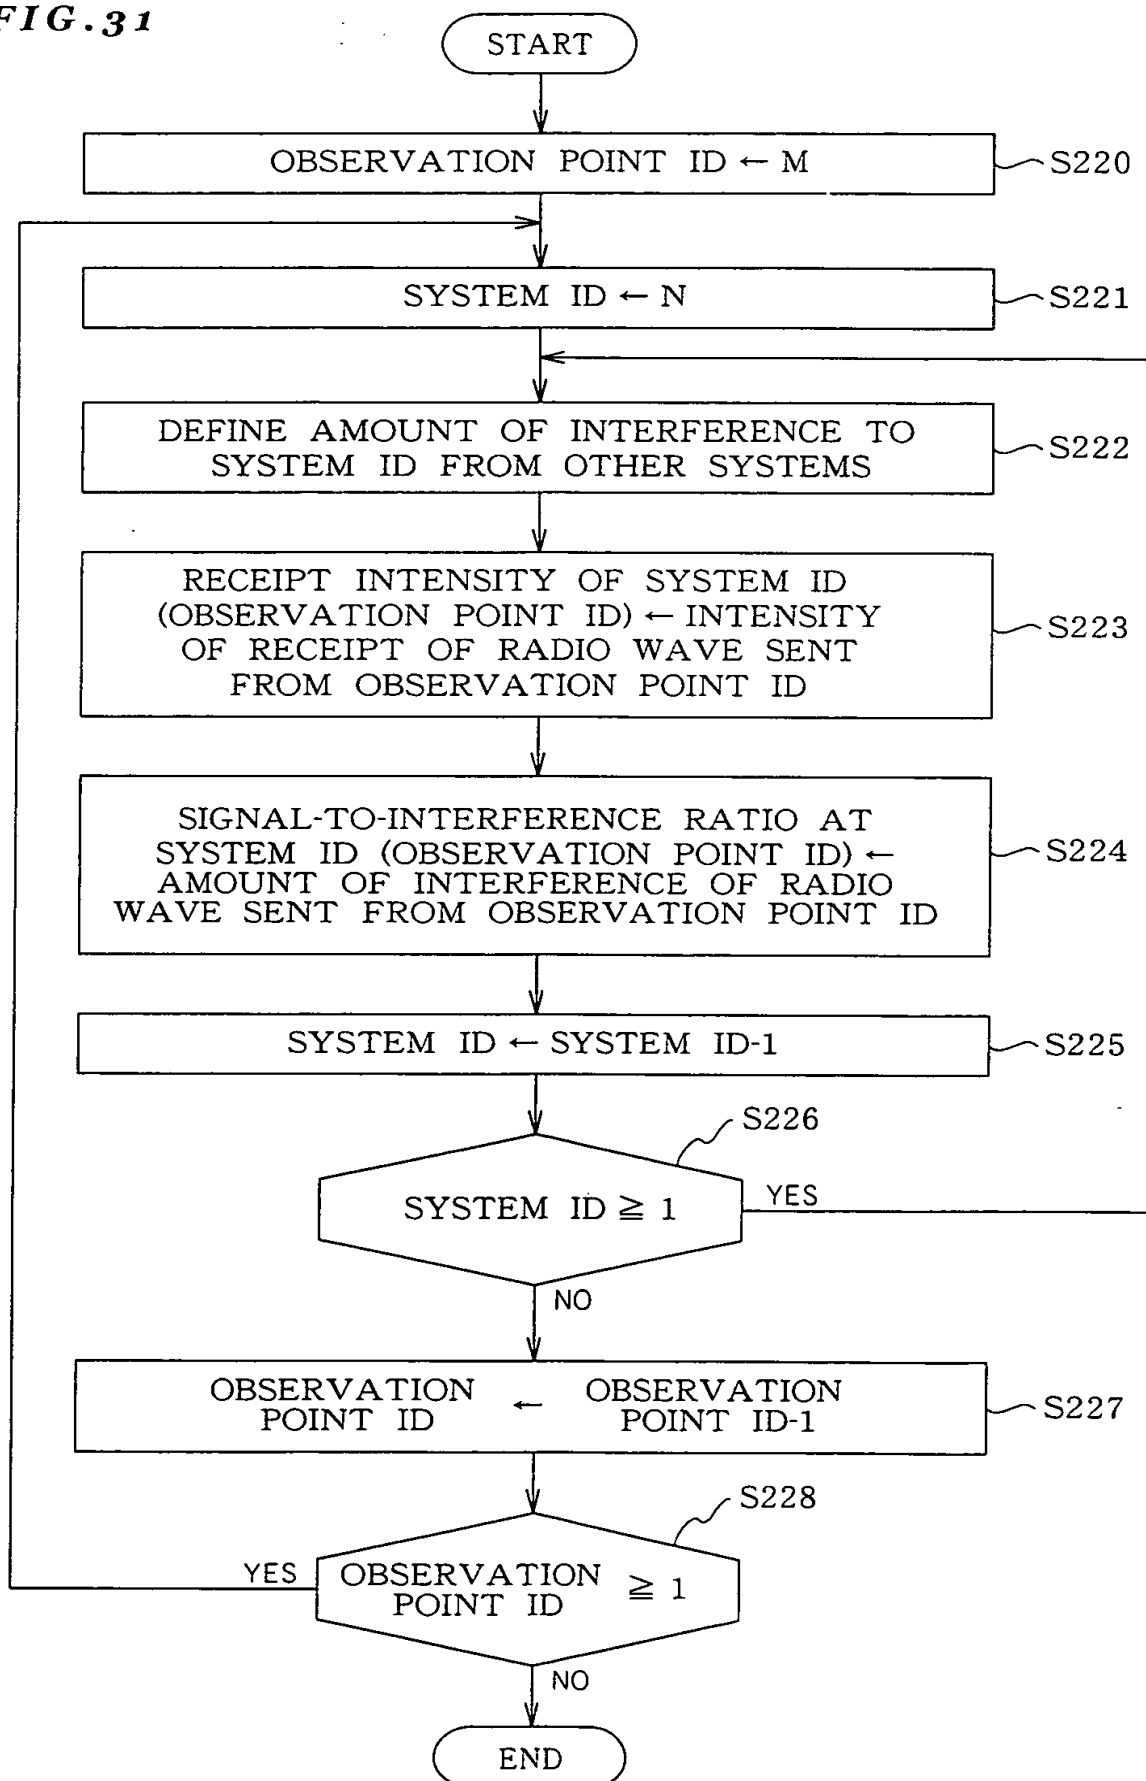 FIG.31
START
OBSERVATION POINT ID ← M
S220
SYSTEM ID ← N
S221
DEFINE AMOUNT OF INTERFERENCE TO
SYSTEM ID FROM OTHER SYSTEMS
S222
RECEIPT INTENSITY OF SYSTEM ID
(OBSERVATION POINT ID) ← INTENSITY
OF RECEIPT OF RADIO WAVE SENT
FROM OBSERVATION POINT ID
S223
SIGNAL-TO-INTERFERENCE RATIO AT
SYSTEM ID (OBSERVATION POINT ID) ←
AMOUNT OF INTERFERENCE OF RADIO
WAVE SENT FROM OBSERVATION POINT ID
S224
SYSTEM ID ← SYSTEM ID-1
S225
S226
SYSTEM ID ≧ 1
YES
NO
OBSERVATION ← OBSERVATION
POINT ID POINT ID-1
S227
S228
YES
OBSERVATION ≧ 1
POINT ID
NO
END